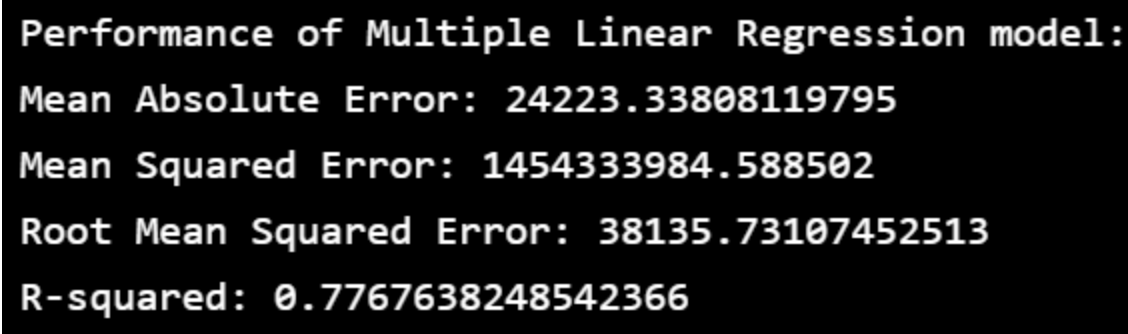 Performance of Multiple Linear Regression model:
Mean Absolute Error: 24223.33808119795
Mean Squared Error: 1454333984.588502
Root Mean Squared Error: 38135.73107452513
R-squared: 0.7767638248542366